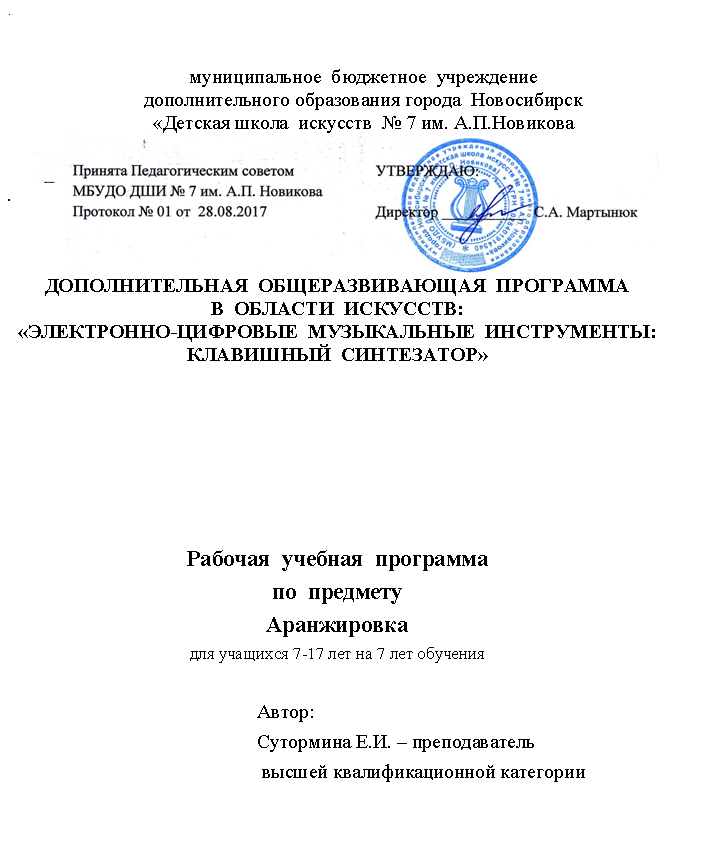 муниципальное бюджетное учреждение
дополнительного образования города Новосибирск
«Детская школа искусств № 7 им. А.П.Новикова
Принята Педагогическим советом
УТВЕРЖДАЮ:
МБУДО ДШИ № 7 им. А.П. Новикова
Протокол № 01 от 28.08.2017
Директор ____________ С.А. Мартынюк
ДОПОЛНИТЕЛЬНАЯ ОБЩЕРАЗВИВАЮЩАЯ ПРОГРАММА
В ОБЛАСТИ ИСКУССТВ:
«ЭЛЕКТРОННО-ЦИФРОВЫЕ МУЗЫКАЛЬНЫЕ ИНСТРУМЕНТЫ:
КЛАВИШНЫЙ СИНТЕЗАТОР»
Рабочая учебная программа
по предмету
Аранжировка
для учащихся 7-17 лет на 7 лет обучения
Автор:
Сутормина Е.И. – преподаватель
высшей квалификационной категории